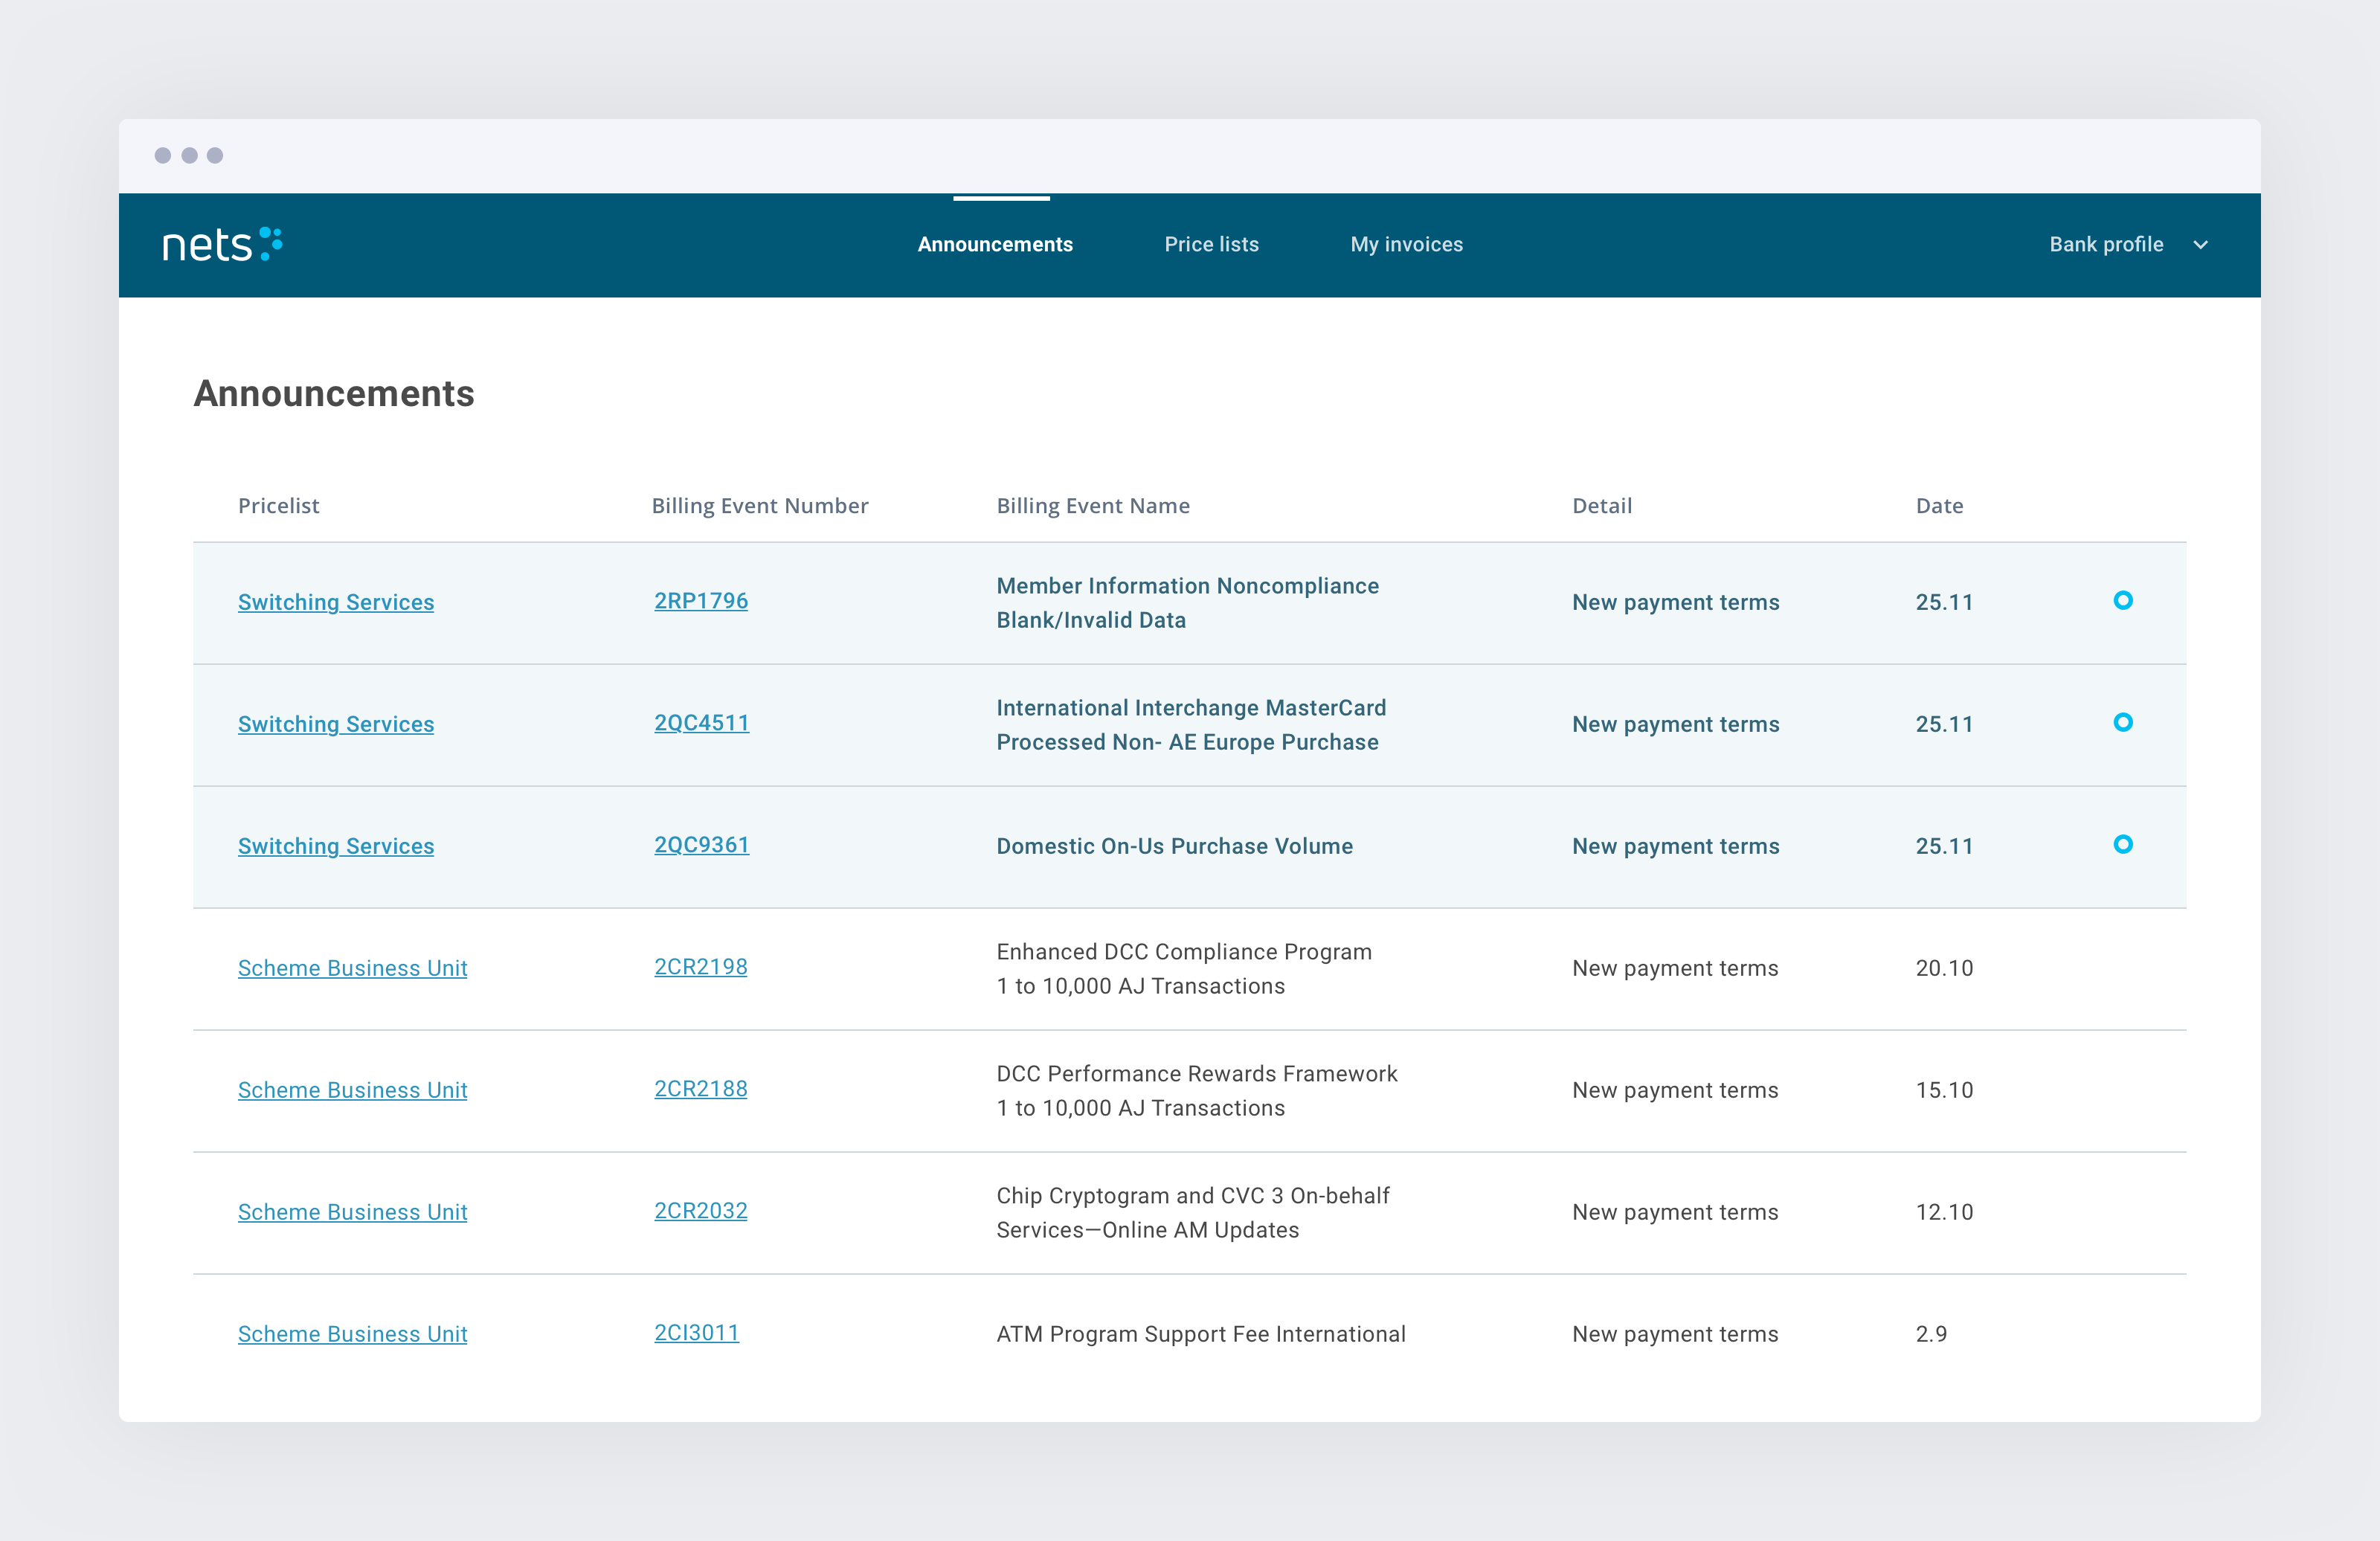 nets
Announcements Price lists My invoices Bank profile
Announcements
Pricelist Billing Event Number Billing Event Name Detail Date
Switching Services 2RP1796 Member Information Noncompliance
Blank/Invalid Data New payment terms 25.11
Switching Services 2QC4511 International Interchange MasterCard
Processed Non- AE Europe Purchase New payment terms 25.11
Switching Services 2QC9361 Domestic On-Us Purchase Volume New payment terms 25.11
Scheme Business Unit 2CR2198 Enhanced DCC Compliance Program
1 to 10,000 AJ Transactions New payment terms 20.10
Scheme Business Unit 2CR2188 DCC Performance Rewards Framework
1 to 10,000 AJ Transactions New payment terms 15.10
Scheme Business Unit 2CR2032 Chip Cryptogram and CVC 3 On-behalf
Services—Online AM Updates New payment terms 12.10
Scheme Business Unit 2CI3011 ATM Program Support Fee International New payment terms 2.9